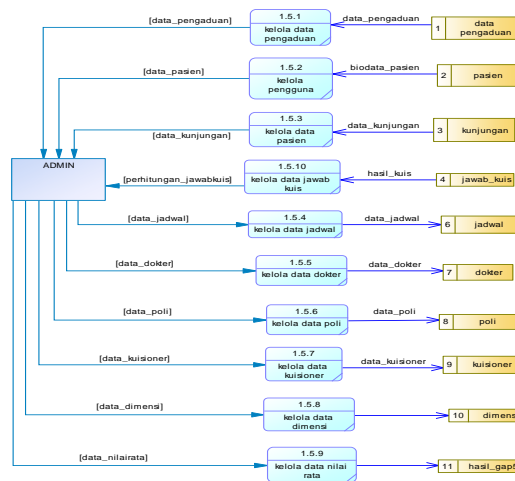 [data_pengaduan]
1.5.1
kelola data
pengaduan
data_pengaduan
1
data
pengaduan
[data_pasien]
1.5.2
kelola
pengguna
biodata_pasien
2
pasien
[data_kunjungan]
1.5.3
kelola data
pasien
data_kunjungan
3
kunjungan
ADMIN
[perhitungan_jawabkuis]
1.5.10
kelola data jawab
kuis
hasil_kuis
4
jawab_kuis
[data_jadwal]
1.5.4
kelola data jadwal
data_jadwal
6
jadwal
[data_dokter]
1.5.5
kelola data dokter
data_dokter
7
dokter
[data_poli]
1.5.6
kelola data poli
data_poli
8
poli
[data_kuisioner]
1.5.7
kelola data
kuisioner
data_kuisioner
9
kuisioner
[data_dimensi]
1.5.8
kelola data
dimensi
10
dimens
[data_nilairata]
1.5.9
kelola data nilai
rata
11
hasil_gap5